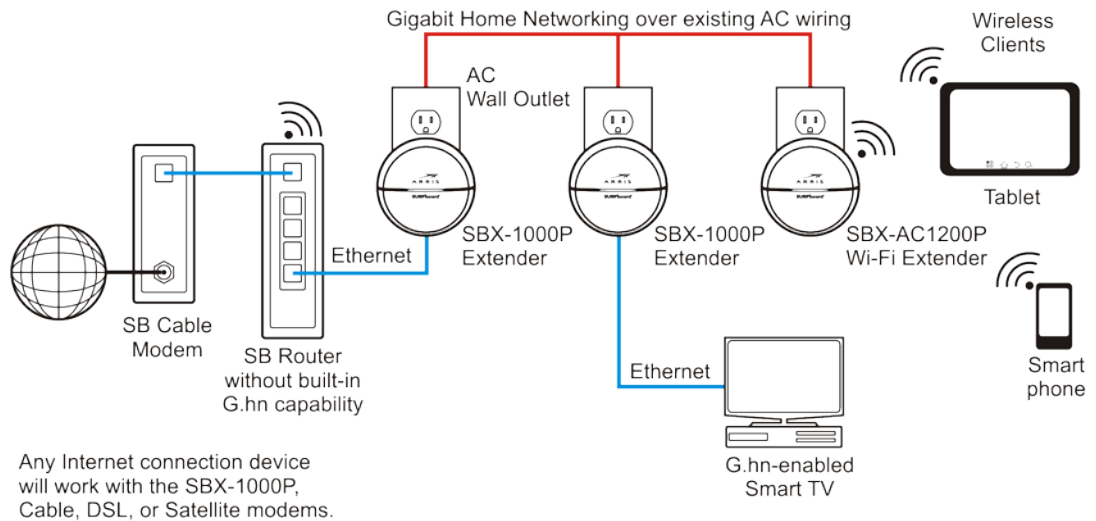 Gigabit Home Networking over existing AC wiring
Wireless
Clients
AC
Wall Outlet
ARRIS
ARRIS
ARRIS
Tablet
SBX-1000P
Extender
SBX-1000P
Extender
SBX-AC1200P
Wi-Fi Extender
Ethernet
SB Cable
Modem
SB Router
without built-in
G.hn capability
Ethernet
Smart
phone
G.hn-enabled
Smart TV
Any Internet connection device
will work with the SBX-1000P,
Cable, DSL, or Satellite modems.